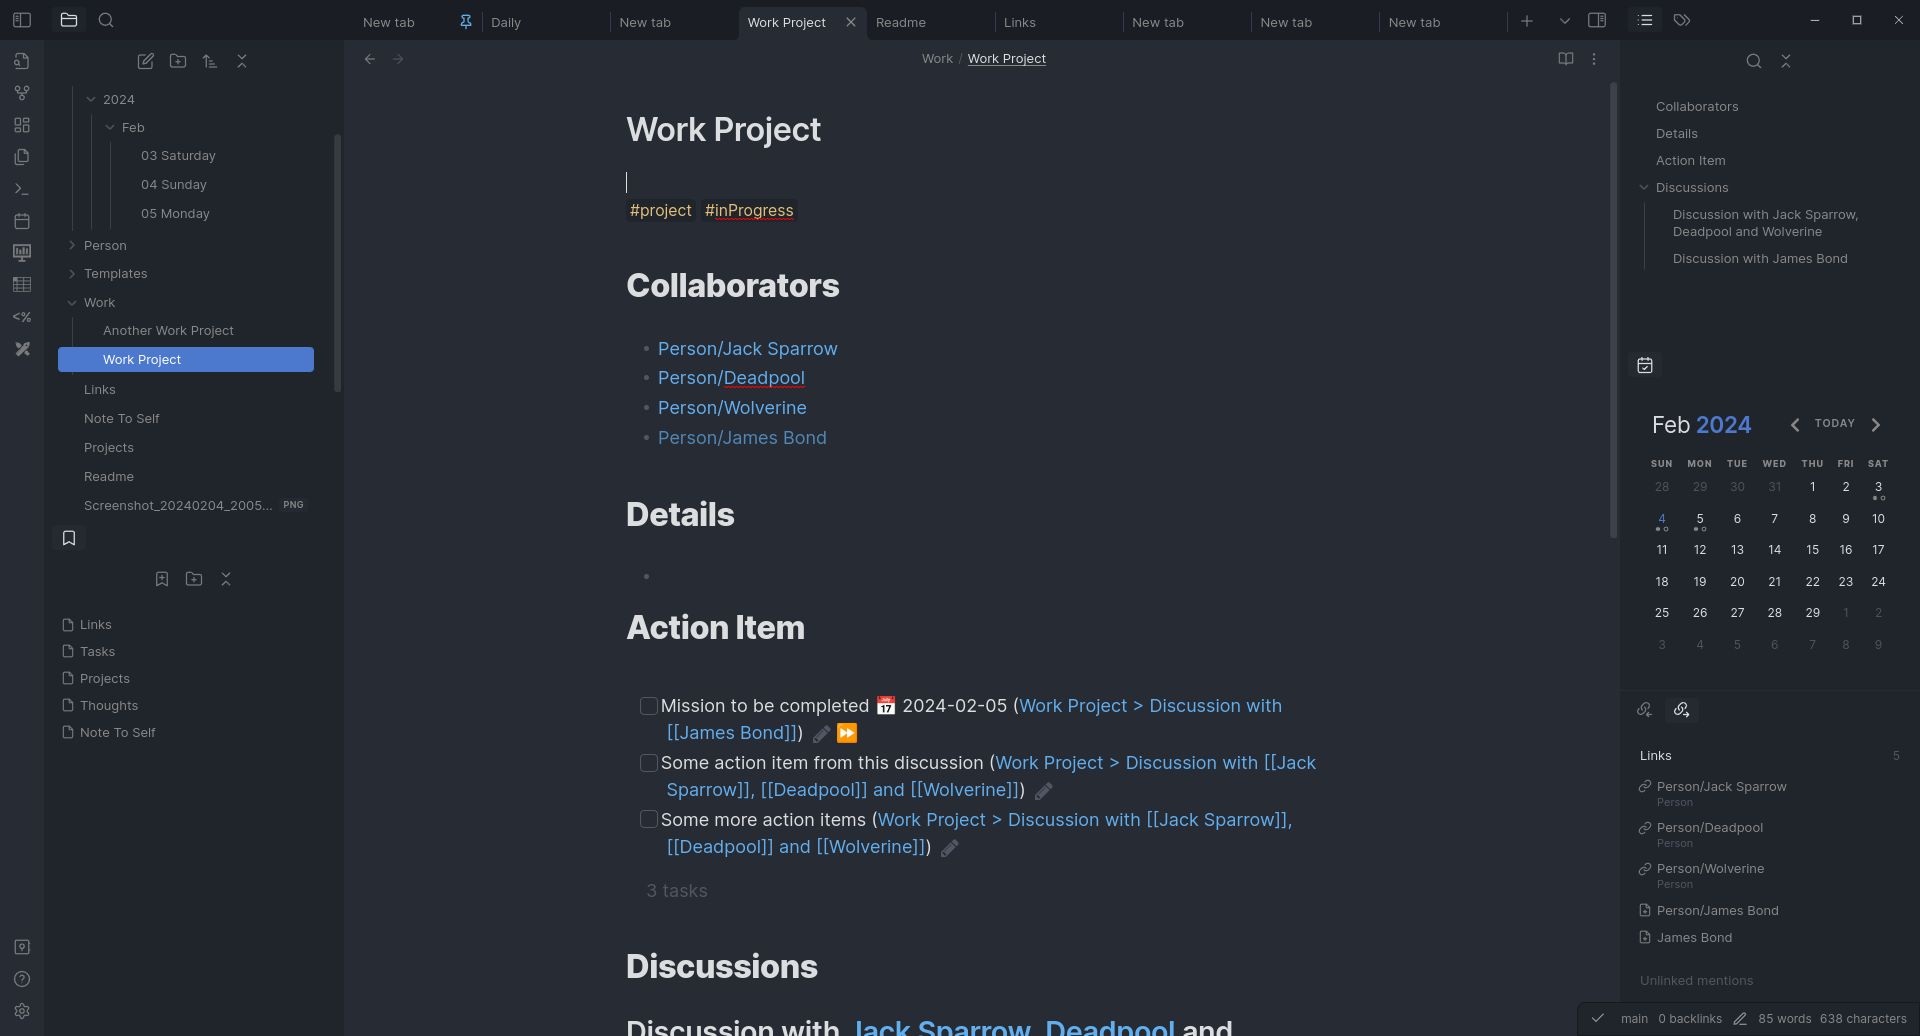 New tab
Daily
New tab
Work Project
Readme
Links
New tab
New tab
New tab
2024
Feb
03 Saturday
04 Sunday
05 Monday
Person
Templates
Work
Another Work Project
Work Project
Links
Note To Self
Projects
Readme
Screenshot_20240204_2005... PNG
Links
Tasks
Projects
Thoughts
Note To Self
Work / Work Project
Work Project
#project #inProgress
Collaborators
• Person/Jack Sparrow
• Person/Deadpool
• Person/Wolverine
• Person/James Bond
Details
•
Action Item
Mission to be completed 📅 2024-02-05 (Work Project > Discussion with
[[James Bond]]) ⏩
Some action item from this discussion (Work Project > Discussion with [[Jack
Sparrow]], [[Deadpool]] and [[Wolverine]])
Some more action items (Work Project > Discussion with [[Jack Sparrow]],
[[Deadpool]] and [[Wolverine]])
3 tasks
Discussions
Discussion with Jack Sparrow, Deadpool and
Collaborators
Details
Action Item
Discussions
Discussion with Jack Sparrow,
Deadpool and Wolverine
Discussion with James Bond
Feb 2024 TODAY
SUN MON TUE WED THU FRI SAT
28 29 30 31 1 2 3
4 5 6 7 8 9 10
11 12 13 14 15 16 17
18 19 20 21 22 23 24
25 26 27 28 29 1 2
3 4 5 6 7 8 9
Links 5
Person/Jack Sparrow
Person
Person/Deadpool
Person
Person/Wolverine
Person
Person/James Bond
James Bond
Unlinked mentions
main 0 backlinks 85 words 638 characters